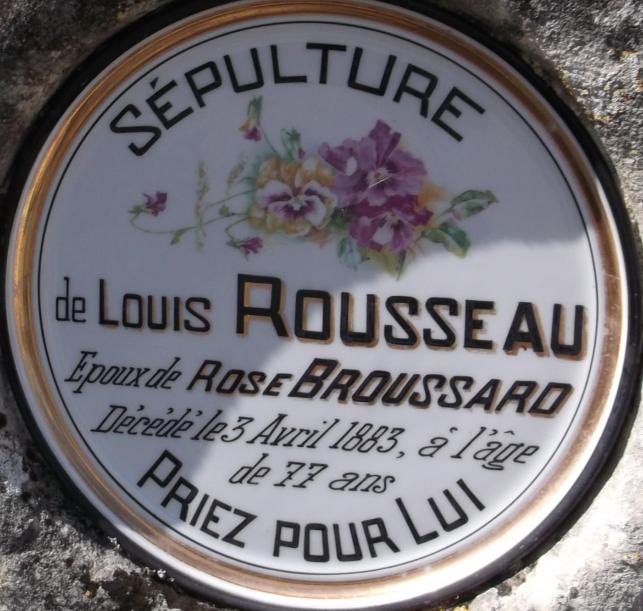 SÉPULTURE
de LOUIS ROUSSEAU
Epoux de ROSE BROUSSARD
Décédé le 3 Avril 1883, à l'âge
de 77 ans
PRIEZ POUR LUI